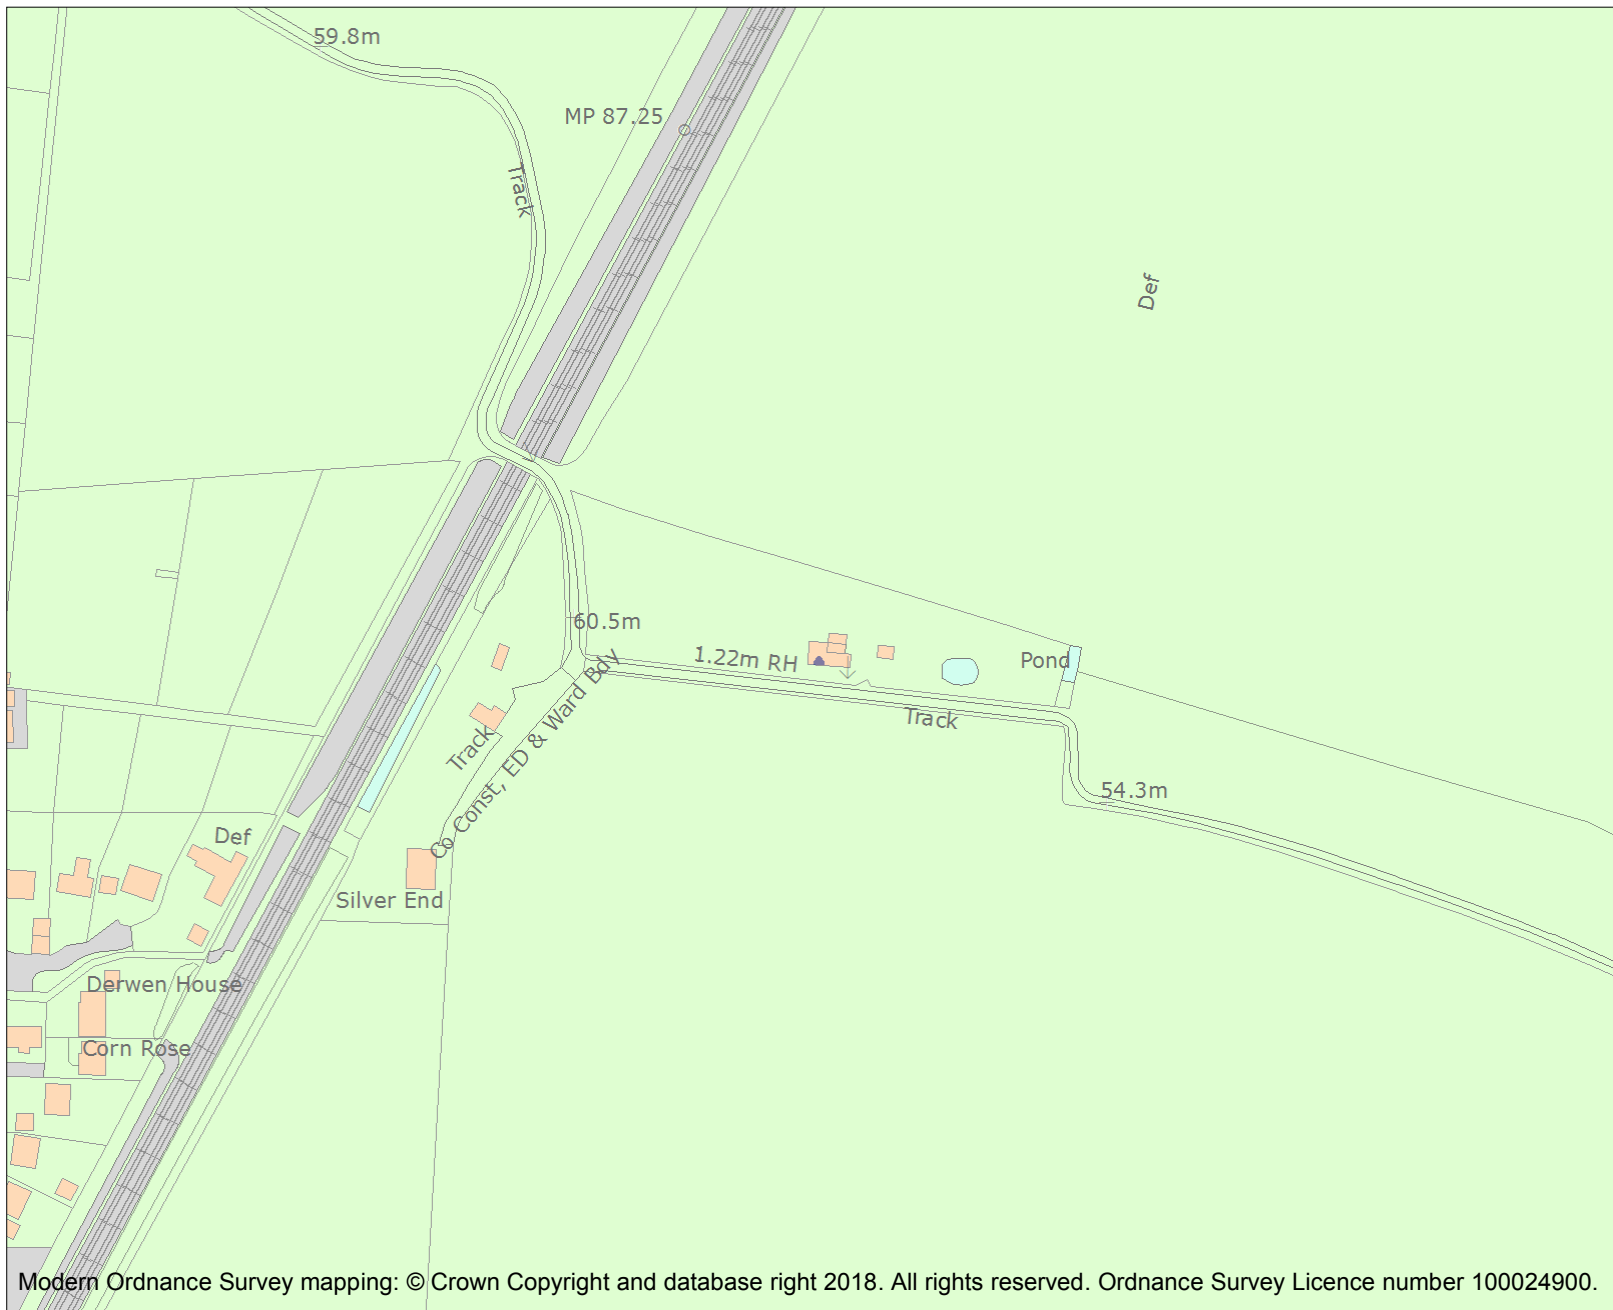 59.8m
MP 87.25
Track
Def
60.5m
1.22m RH
Pond
Track
Track
Co Const, ED & Ward Bdy
54.3m
Def
Silver End
Derwen House
Corn Rose
Modern Ordnance Survey mapping: © Crown Copyright and database right 2018. All rights reserved. Ordnance Survey Licence number 100024900.